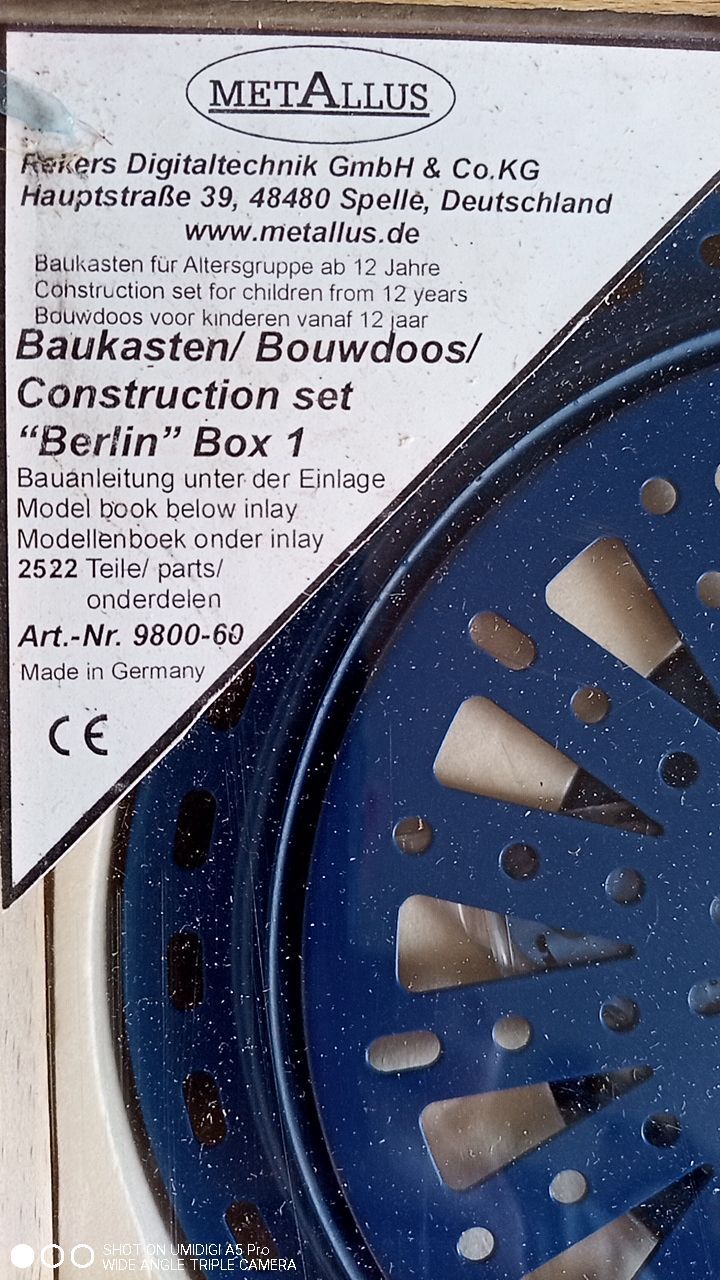 METALLUS
Rekers Digitaltechnik GmbH & Co.KG
Hauptstraße 39, 48480 Spelle, Deutschland
www.metallus.de
Baukasten für Altersgruppe ab 12 Jahre
Construction set for children from 12 years
Bouwdoos voor kinderen vanaf 12 jaar
Baukasten/ Bouwdoos/
Construction set
“Berlin” Box 1
Bauanleitung unter der Einlage
Model book below inlay
Modellenboek onder inlay
2522 Teile/ parts/
onderdelen
Art.-Nr. 9800-60
Made in Germany
CE
SHOT ON UMIDIGI A5 Pro
WIDE ANGLE TRIPLE CAMERA